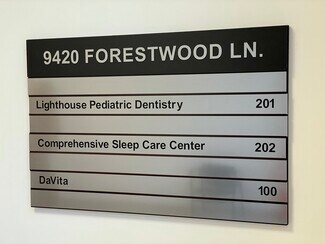 9420 FORESTWOOD LN.
Lighthouse Pediatric Dentistry 201
Comprehensive Sleep Care Center 202
DaVita 100